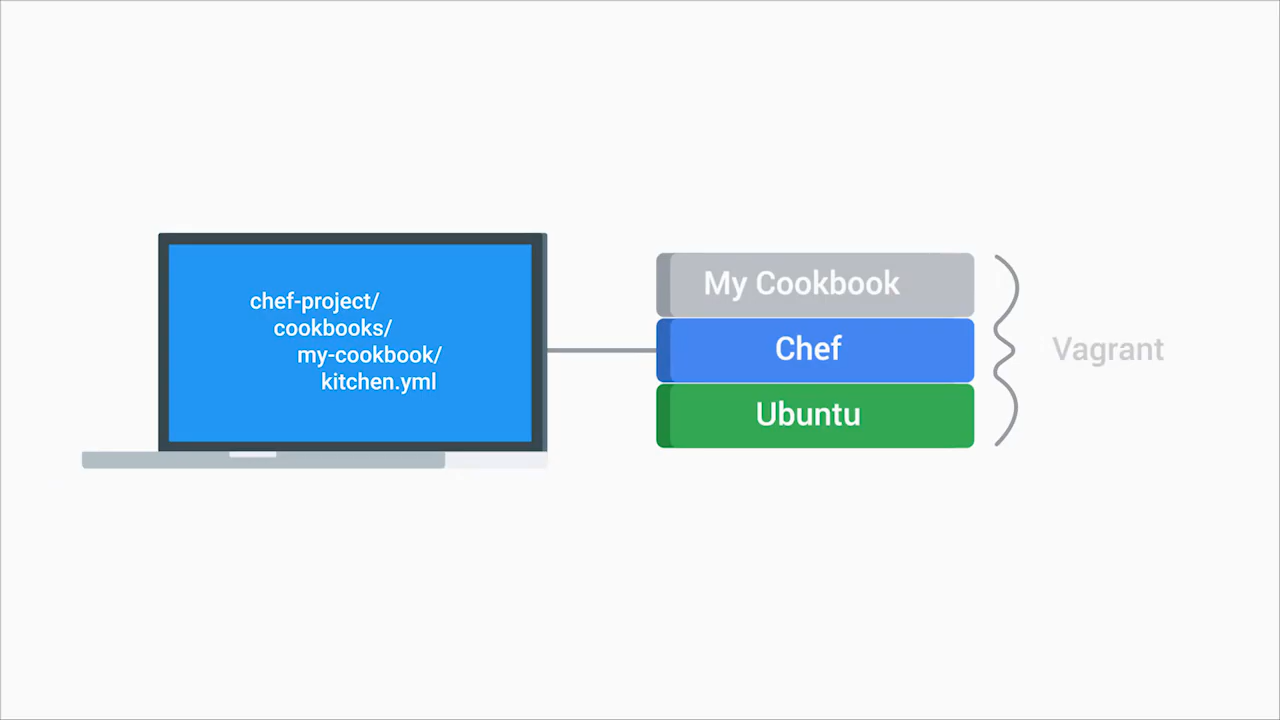 chef-project/
cookbooks/
my-cookbook/
kitchen.yml
My Cookbook
Chef
Ubuntu
Vagrant